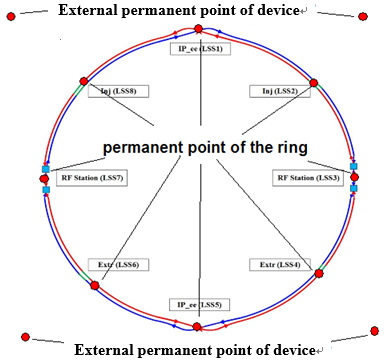 External permanent point of device↵
IP_ee (LSS1)
Inj (LSS8)
Inj (LSS2)
permanent point of the ring
RF Station (LSS7)
RF Station (LSS3)
Extr (LSS6)
Extr (LSS4)
IP_ee (LSS5)
External permanent point of device↵